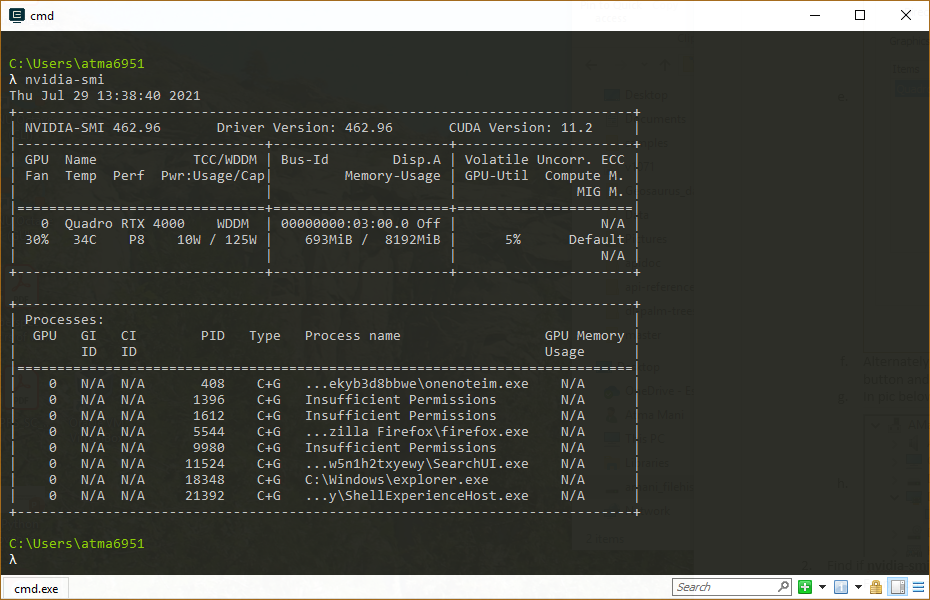 cmd
C:\Users\atma6951
λ nvidia-smi
Thu Jul 29 13:38:40 2021
+-----------------------------------------------------------------------------+
| NVIDIA-SMI 462.96       Driver Version: 462.96       CUDA Version: 11.2     |
|-------------------------------+----------------------+----------------------+
| GPU  Name            TCC/WDDM | Bus-Id        Disp.A | Volatile Uncorr. ECC |
| Fan  Temp  Perf  Pwr:Usage/Cap|         Memory-Usage | GPU-Util  Compute M. |
|                               |                      |               MIG M. |
|===============================+======================+======================|
|   0  Quadro RTX 4000    WDDM  | 00000000:03:00.0 Off |                  N/A |
| 30%   34C    P8    10W / 125W |    693MiB /  8192MiB |      5%      Default |
|                               |                      |                  N/A |
+-------------------------------+----------------------+----------------------+
+-----------------------------------------------------------------------------+
| Processes:                                                                  |
|  GPU   GI   CI        PID   Type   Process name                  GPU Memory |
|        ID   ID                                                   Usage      |
|=============================================================================|
|    0   N/A  N/A       408    C+G   ...ekyb3d8bbwe\onenoteim.exe    N/A      |
|    0   N/A  N/A      1396    C+G   Insufficient Permissions        N/A      |
|    0   N/A  N/A      1612    C+G   Insufficient Permissions        N/A      |
|    0   N/A  N/A      5544    C+G   ...zilla Firefox\firefox.exe    N/A      |
|    0   N/A  N/A      9980    C+G   Insufficient Permissions        N/A      |
|    0   N/A  N/A     11524    C+G   ...w5n1h2txyewy\SearchUI.exe    N/A      |
|    0   N/A  N/A     18348    C+G   C:\Windows\explorer.exe         N/A      |
|    0   N/A  N/A     21392    C+G   ...y\ShellExperienceHost.exe    N/A      |
+-----------------------------------------------------------------------------+
C:\Users\atma6951
λ
cmd.exe
Search